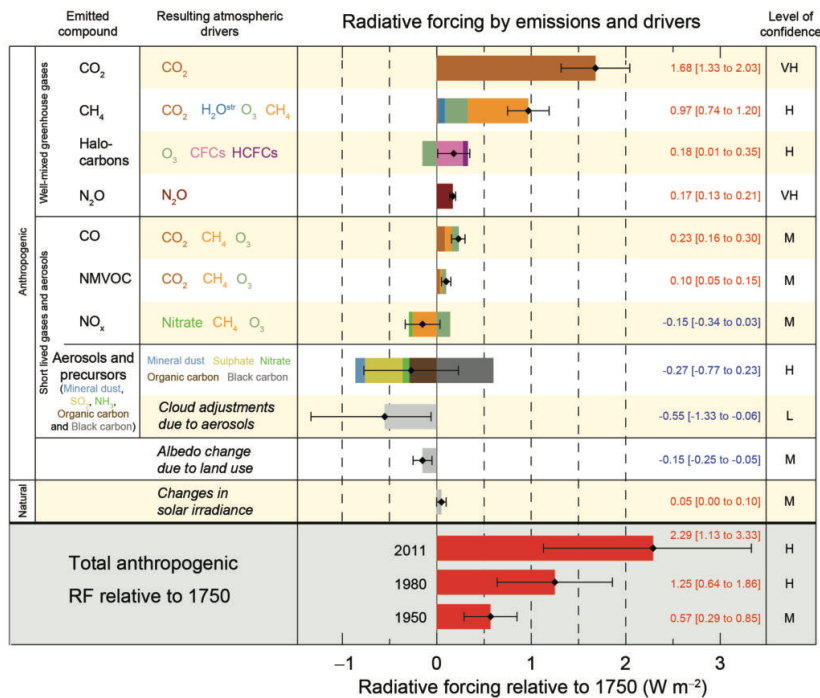 Emitted compound
Resulting atmospheric drivers
Radiative forcing by emissions and drivers
Level of confidence
Anthropogenic
Well-mixed greenhouse gases
CO₂
CO₂
1.68 [1.33 to 2.03]
VH
CH₄
CO₂ H₂Oˢᵗʳ O₃ CH₄
0.97 [0.74 to 1.20]
H
Halo-
carbons
O₃ CFCs HCFCs
0.18 [0.01 to 0.35]
H
N₂O
N₂O
0.17 [0.13 to 0.21]
VH
Short lived gases and aerosols
CO
CO₂ CH₄ O₃
0.23 [0.16 to 0.30]
M
NMVOC
CO₂ CH₄ O₃
0.10 [0.05 to 0.15]
M
NOₓ
Nitrate CH₄ O₃
-0.15 [-0.34 to 0.03]
M
Aerosols and
precursors
(Mineral dust,
SO₂, NH₃,
Organic carbon
and Black carbon)
Mineral dust Sulphate Nitrate
Organic carbon Black carbon
-0.27 [-0.77 to 0.23]
H
Cloud adjustments
due to aerosols
-0.55 [-1.33 to -0.06]
L
Albedo change
due to land use
-0.15 [-0.25 to -0.05]
M
Natural
Changes in
solar irradiance
0.05 [0.00 to 0.10]
M
Total anthropogenic
RF relative to 1750
2011
2.29 [1.13 to 3.33]
H
1980
1.25 [0.64 to 1.86]
H
1950
0.57 [0.29 to 0.85]
M
−1 0 1 2 3
Radiative forcing relative to 1750 (W m⁻²)